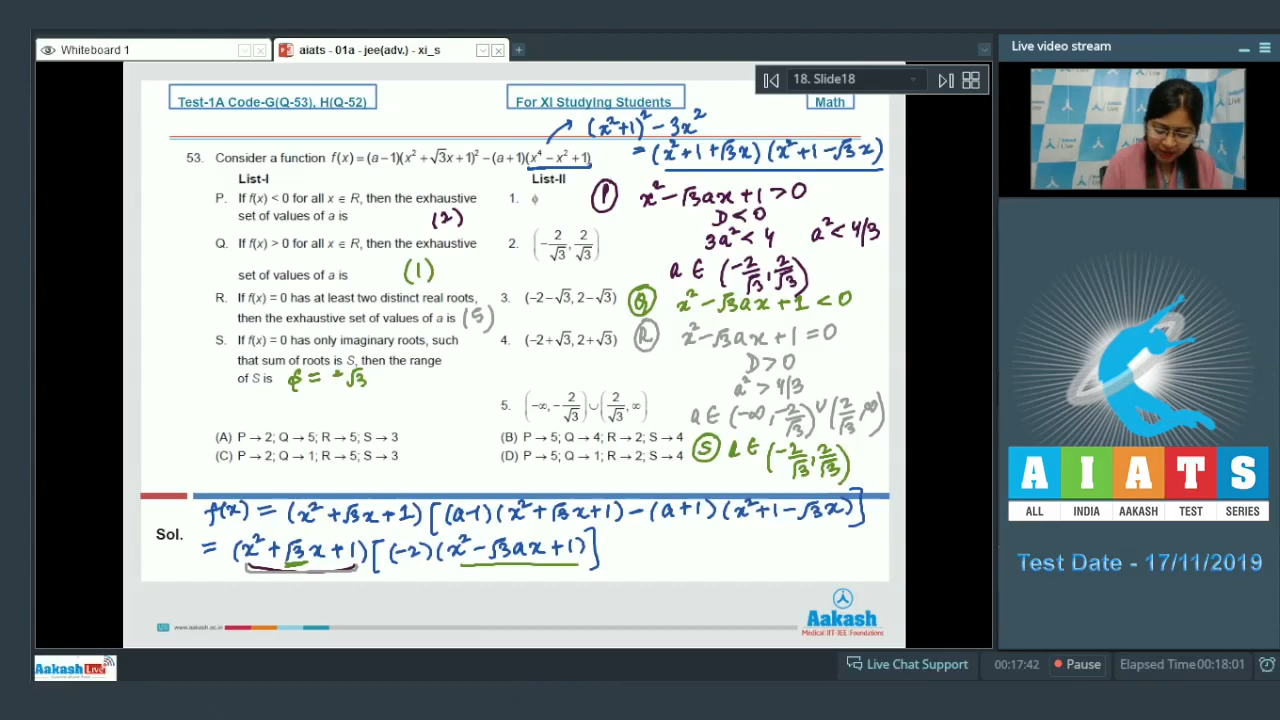 Whiteboard 1
aiats - 01a - jee(adv.) - xi_s
Live video stream
18. Slide18
Test-1A Code-G(Q-53), H(Q-52)
For XI Studying Students
Math
(x²+1)² - 3x²
53. Consider a function f(x) = (a–1)(x² + √3x + 1)² – (a + 1)(x⁴ – x² + 1)
= (x²+1+√3x) (x²+1-√3x)
List-I
List-II
P. If f(x) < 0 for all x ∈ R, then the exhaustive
set of values of a is
(2)
1. ϕ
Q. If f(x) > 0 for all x ∈ R, then the exhaustive
set of values of a is
(1)
2. (-2/√3, 2/√3)
R. If f(x) = 0 has at least two distinct real roots,
then the exhaustive set of values of a is
(5)
3. (–2 – √3, 2 – √3)
S. If f(x) = 0 has only imaginary roots, such
that sum of roots is S, then the range
of S is
4. (–2 + √3, 2 + √3)
5. (-∞, -2/√3) ∪ (2/√3, ∞)
(P) x² - √3ax + 1 > 0
D < 0
3a² < 4 a² < 4/3
a ∈ (-2/√3, 2/√3)
(Q) x² - √3ax + 1 < 0
(R) x² - √3ax + 1 = 0
D > 0
a² > 4/3
a ∈ (-∞, -2/√3) ∪ (2/√3, ∞)
(S) a ∈ (-2/√3, 2/√3)
(A) P → 2; Q → 5; R → 5; S → 3
(B) P → 5; Q → 4; R → 2; S → 4
(C) P → 2; Q → 1; R → 5; S → 3
(D) P → 5; Q → 1; R → 2; S → 4
Sol.
f(x) = (x² + √3x + 1) [(a-1) (x² + √3x + 1) - (a+1) (x² + 1 - √3x)]
= (x² + √3x + 1) [(-2) (x² - √3ax + 1)]
www.aakash.ac.in
Aakash
Medical | IIT-JEE | Foundations
AIATS
ALL INDIA AAKASH TEST SERIES
Test Date - 17/11/2019
Aakash Live
Live Chat Support
00:17:42
Pause
Elapsed Time 00:18:01